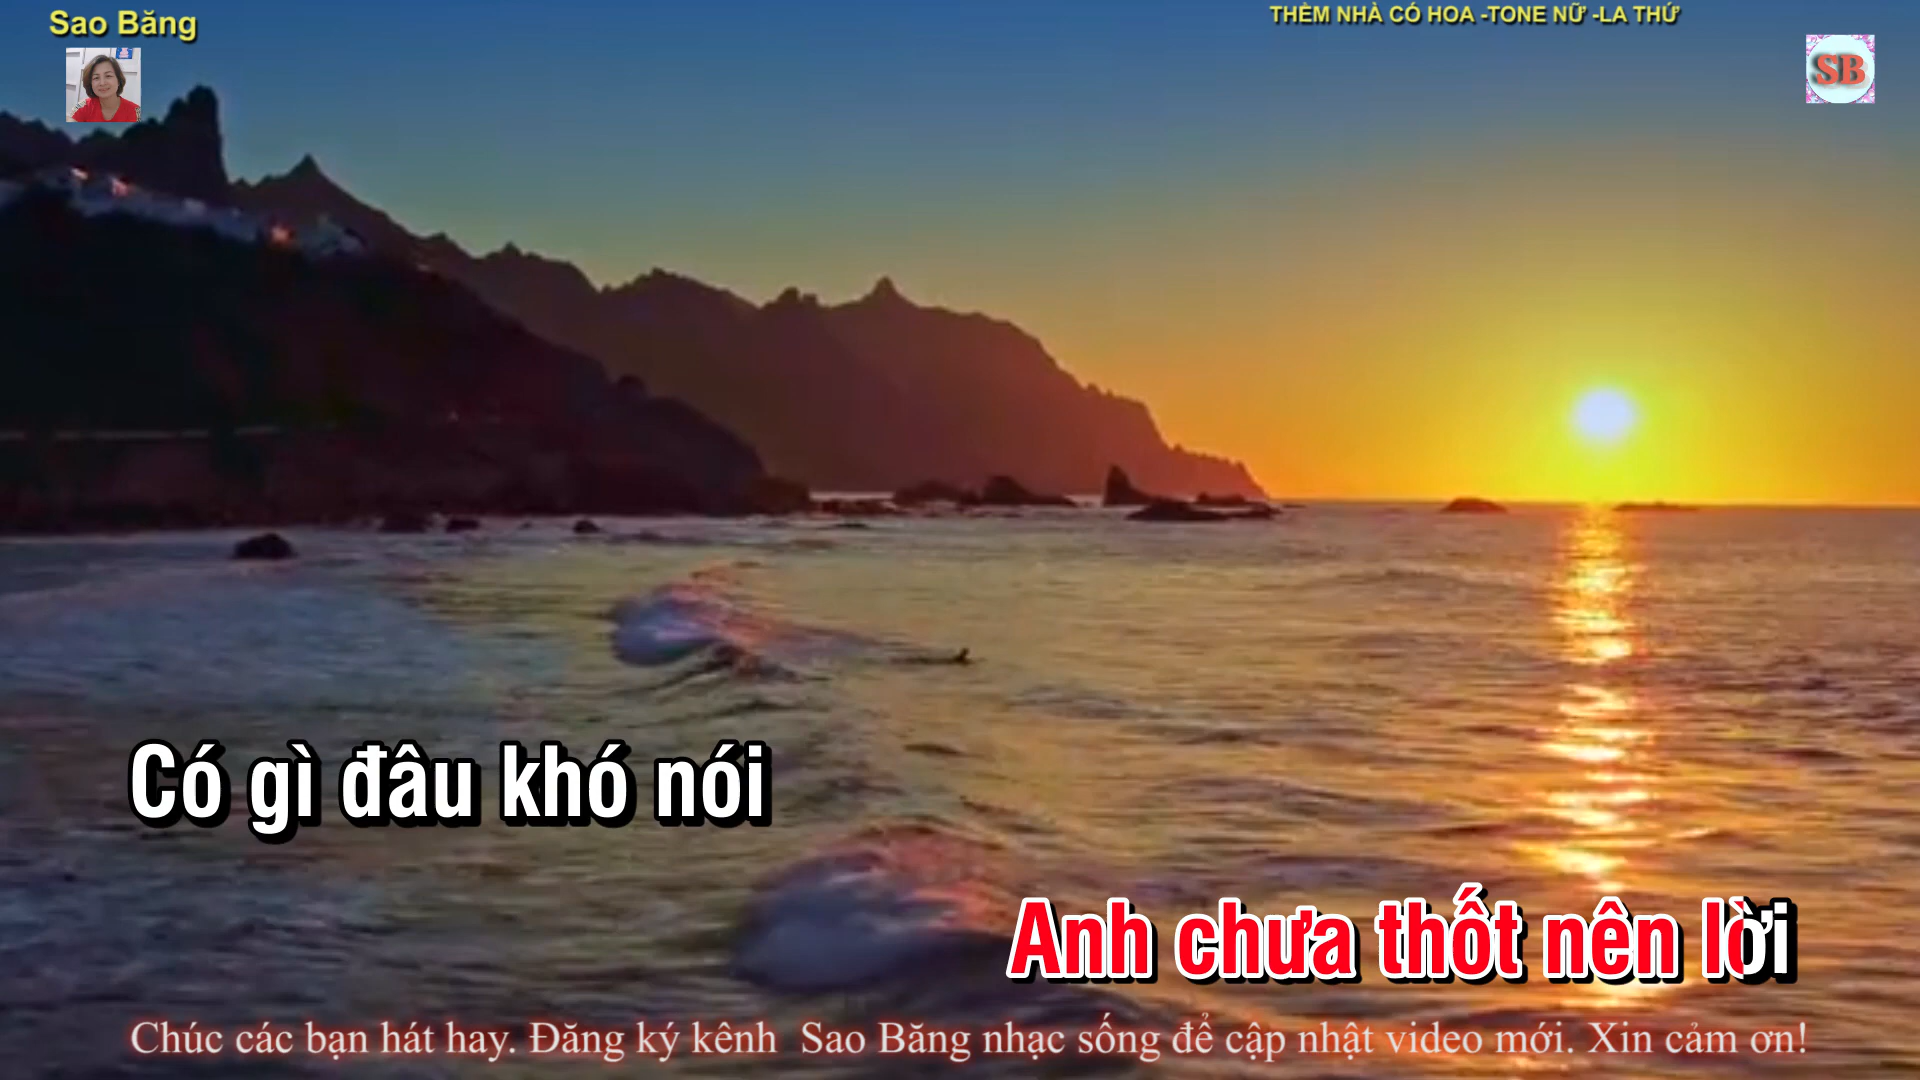 Sao Băng
THỀM NHÀ CÓ HOA -TONE NỮ -LA THỨ
SB
Có gì đâu khó nói
Anh chưa thốt nên lời
Chúc các bạn hát hay. Đăng ký kênh  Sao Băng nhạc sống để cập nhật video mới. Xin cảm ơn!